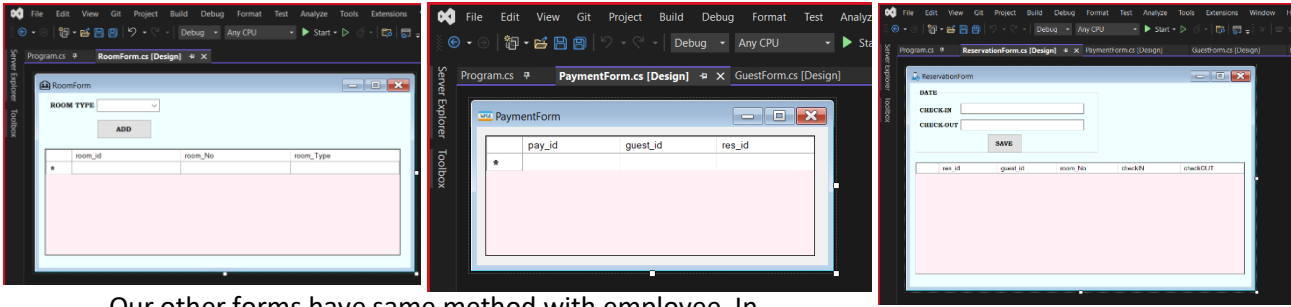 File Edit View Git Project Build Debug Format Test Analyze Tools Extensions
Debug Any CPU Start
Server Explorer Toolbox
Program.cs RoomForm.cs [Design]
RoomForm
ROOM TYPE
ADD
room_id room_No room_Type
File Edit View Git Project Build Debug Format Test Analyz
Debug Any CPU Sta
Server Explorer Toolbox
Program.cs PaymentForm.cs [Design] GuestForm.cs [Design]
PaymentForm
pay_id guest_id res_id
File Edit View Git Project Build Debug Format Test Analyze Tools Extensions Window
Debug Any CPU Start
Server Explorer Toolbox
Program.cs ReservationForm.cs [Design] PaymentForm.cs [Design] GuestForm.cs [Design]
ReservationForm
DATE
CHECK-IN
CHECK-OUT
SAVE
res_id guest_id room_No checkIN checkOUT
Our other forms have same method with employee. In